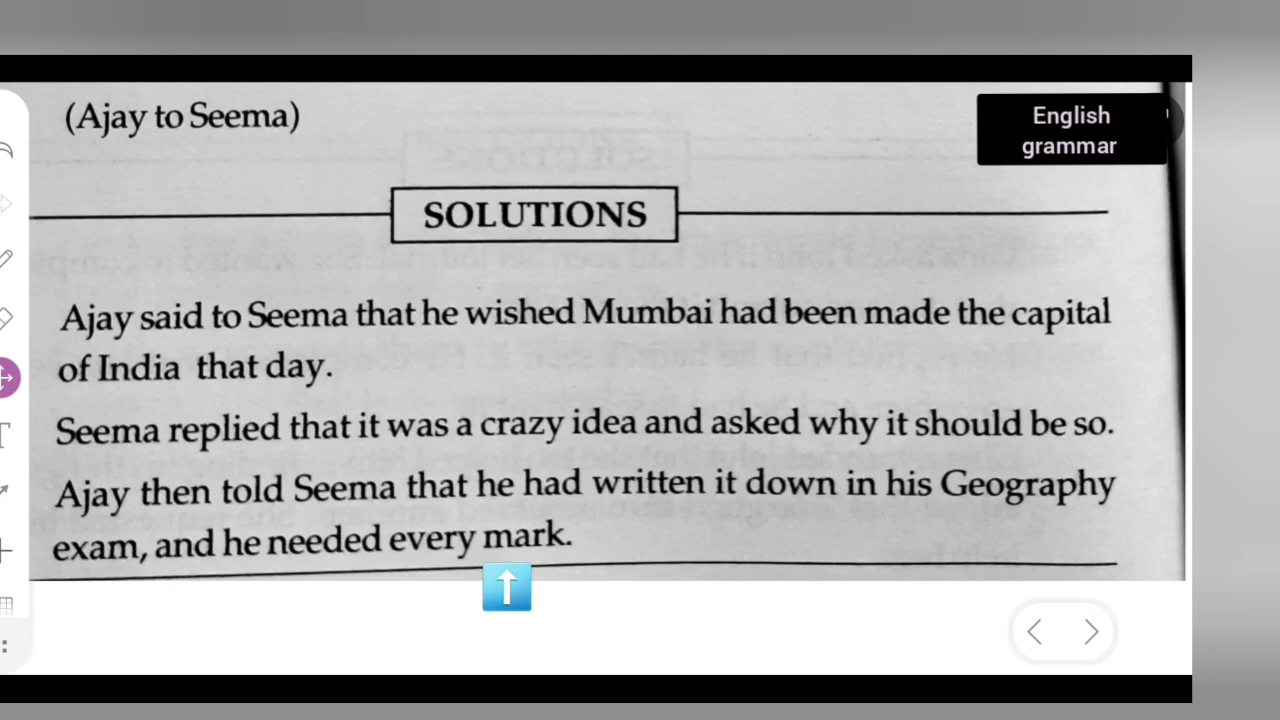 (Ajay to Seema)
English
grammar
SOLUTIONS
Ajay said to Seema that he wished Mumbai had been made the capital
of India that day.
Seema replied that it was a crazy idea and asked why it should be so.
Ajay then told Seema that he had written it down in his Geography
exam, and he needed every mark.